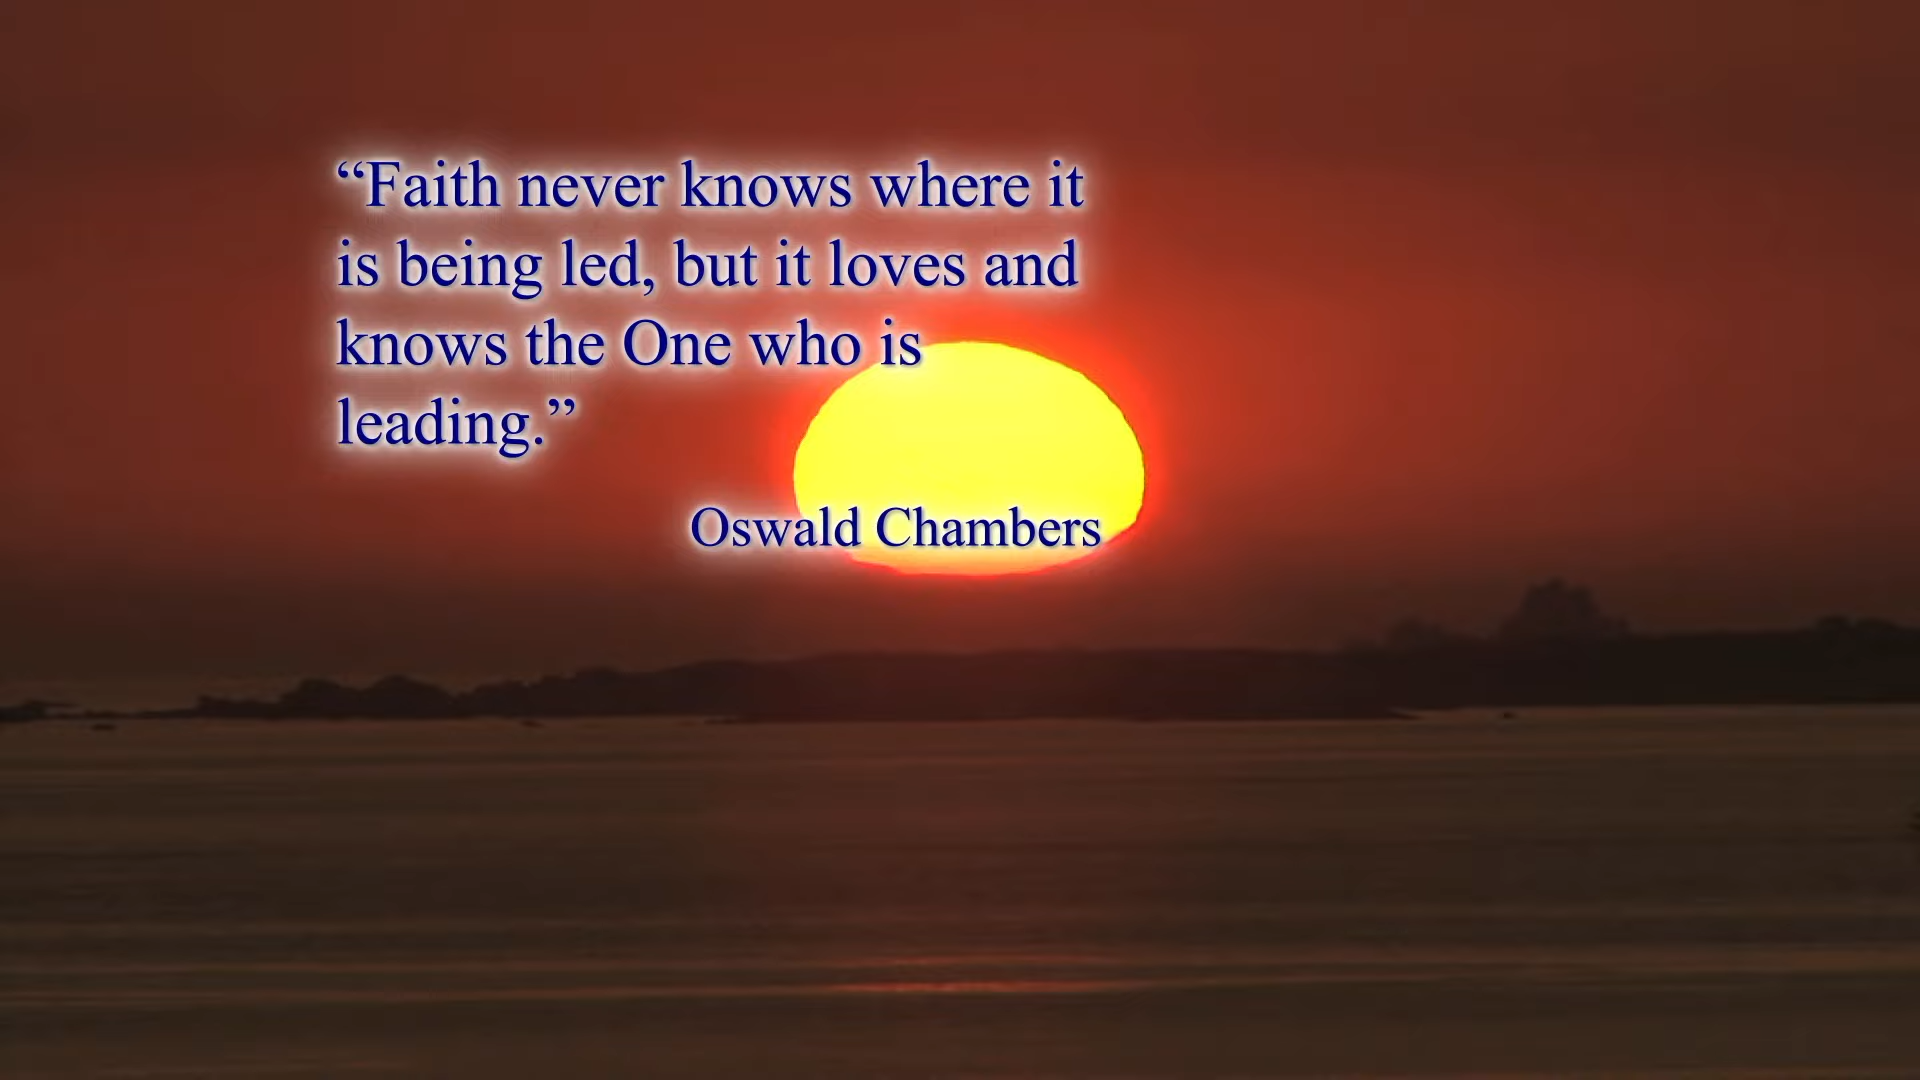 “Faith never knows where it
is being led, but it loves and
knows the One who is
leading.”
Oswald Chambers